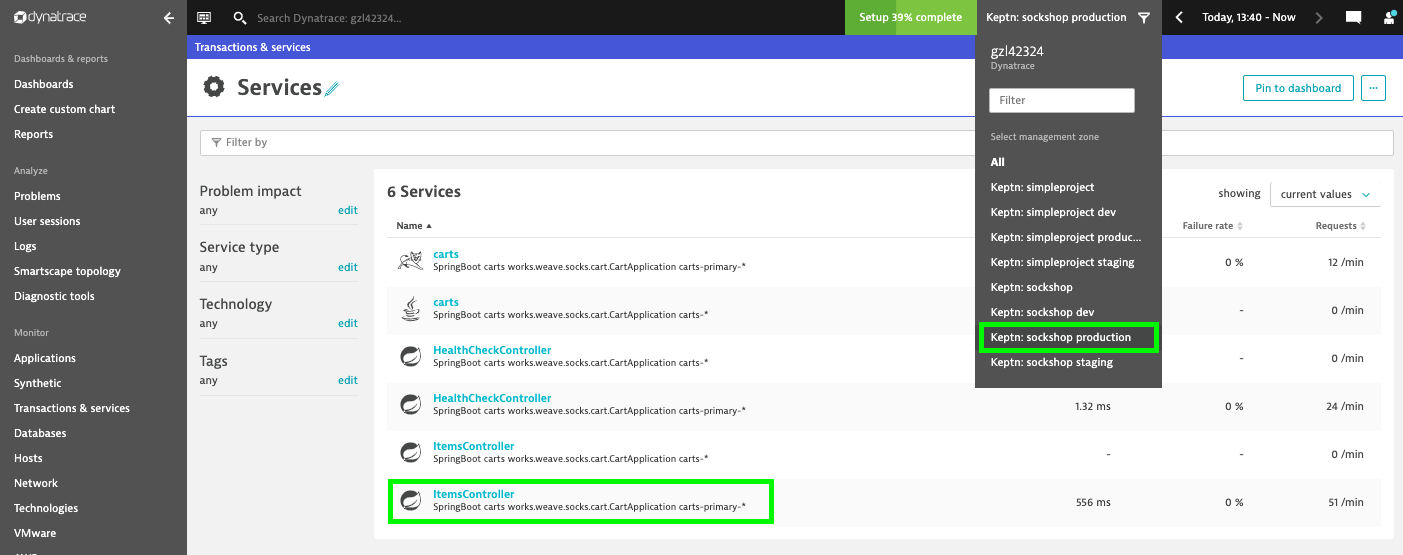 dynatrace
Search Dynatrace: gzl42324...
Setup 39% complete
Keptn: sockshop production
Today, 13:40 - Now
Dashboards & reports
Dashboards
Create custom chart
Reports
Analyze
Problems
User sessions
Logs
Smartscape topology
Diagnostic tools
Monitor
Applications
Synthetic
Transactions & services
Databases
Hosts
Network
Technologies
VMware
Transactions & services
Services
Pin to dashboard
...
Filter by
Problem impact
any edit
Service type
any edit
Technology
any edit
Tags
any edit
6 Services
showing current values
Name Failure rate Requests
carts
SpringBoot carts works.weave.socks.cart.CartApplication carts-primary-*
0 % 12 /min
carts
SpringBoot carts works.weave.socks.cart.CartApplication carts-*
- 0 /min
HealthCheckController
SpringBoot carts works.weave.socks.cart.CartApplication carts-*
- 0 /min
HealthCheckController
SpringBoot carts works.weave.socks.cart.CartApplication carts-primary-*
1.32 ms 0 % 24 /min
ItemsController
SpringBoot carts works.weave.socks.cart.CartApplication carts-*
- - 0 /min
ItemsController
SpringBoot carts works.weave.socks.cart.CartApplication carts-primary-*
556 ms 0 % 51 /min
gzl42324
Dynatrace
Filter
Select management zone
All
Keptn: simpleproject
Keptn: simpleproject dev
Keptn: simpleproject produc...
Keptn: simpleproject staging
Keptn: sockshop
Keptn: sockshop dev
Keptn: sockshop production
Keptn: sockshop staging